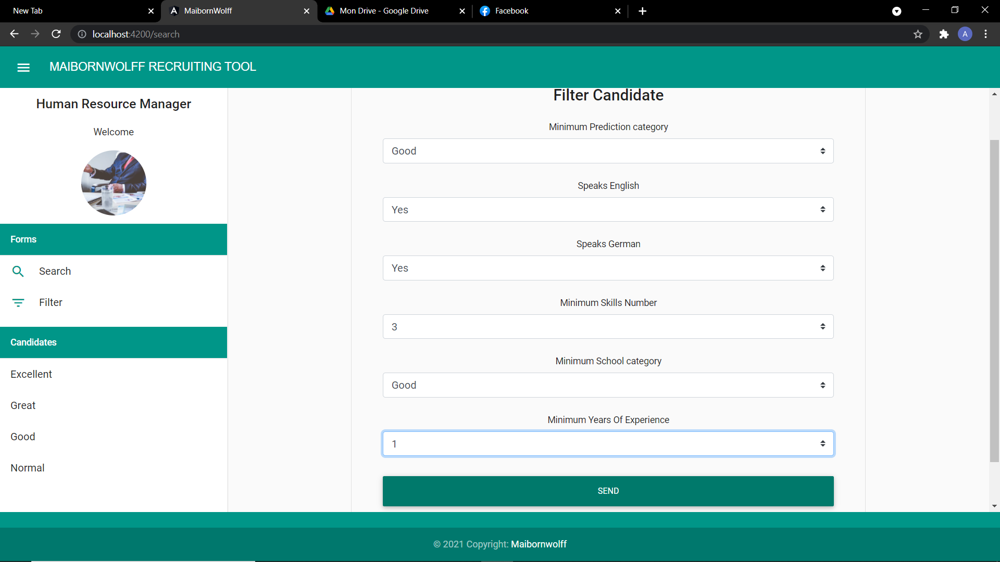 New Tab
MaibornWolff
Mon Drive - Google Drive
Facebook
localhost:4200/search
A
MAIBORNWOLFF RECRUITING TOOL
Human Resource Manager
Welcome
Forms
Search
Filter
Candidates
Excellent
Great
Good
Normal
Filter Candidate
Minimum Prediction category
Good
Speaks English
Yes
Speaks German
Yes
Minimum Skills Number
3
Minimum School category
Good
Minimum Years Of Experience
1
SEND
© 2021 Copyright: Maibornwolff